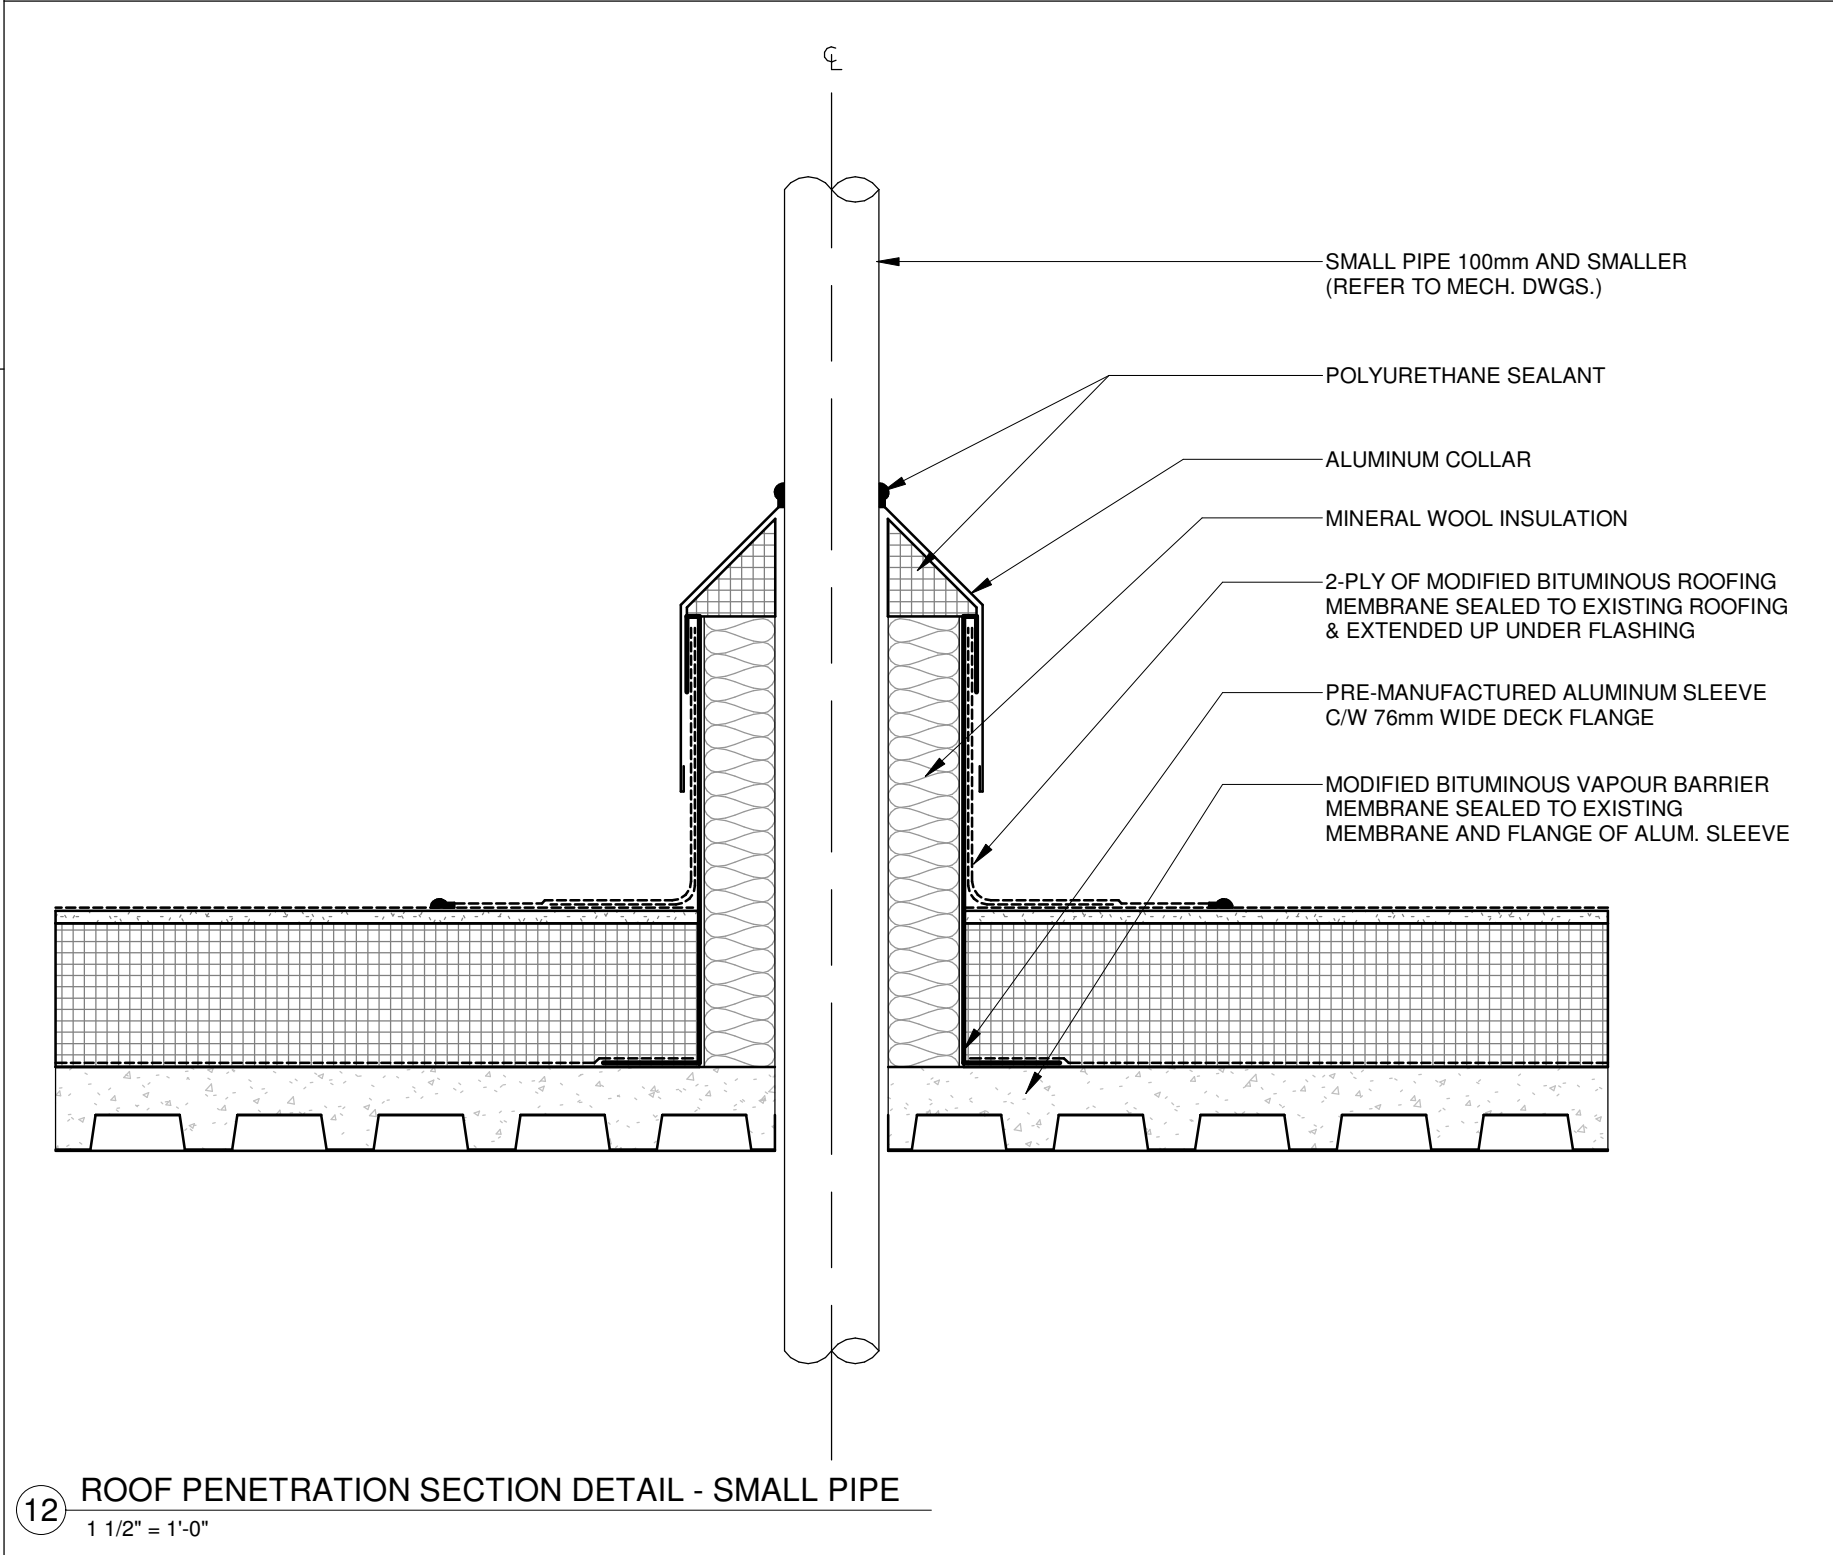 ℄
SMALL PIPE 100mm AND SMALLER
(REFER TO MECH. DWGS.)
POLYURETHANE SEALANT
ALUMINUM COLLAR
MINERAL WOOL INSULATION
2-PLY OF MODIFIED BITUMINOUS ROOFING
MEMBRANE SEALED TO EXISTING ROOFING
& EXTENDED UP UNDER FLASHING
PRE-MANUFACTURED ALUMINUM SLEEVE
C/W 76mm WIDE DECK FLANGE
MODIFIED BITUMINOUS VAPOUR BARRIER
MEMBRANE SEALED TO EXISTING
MEMBRANE AND FLANGE OF ALUM. SLEEVE
12 ROOF PENETRATION SECTION DETAIL - SMALL PIPE
1 1/2" = 1'-0"